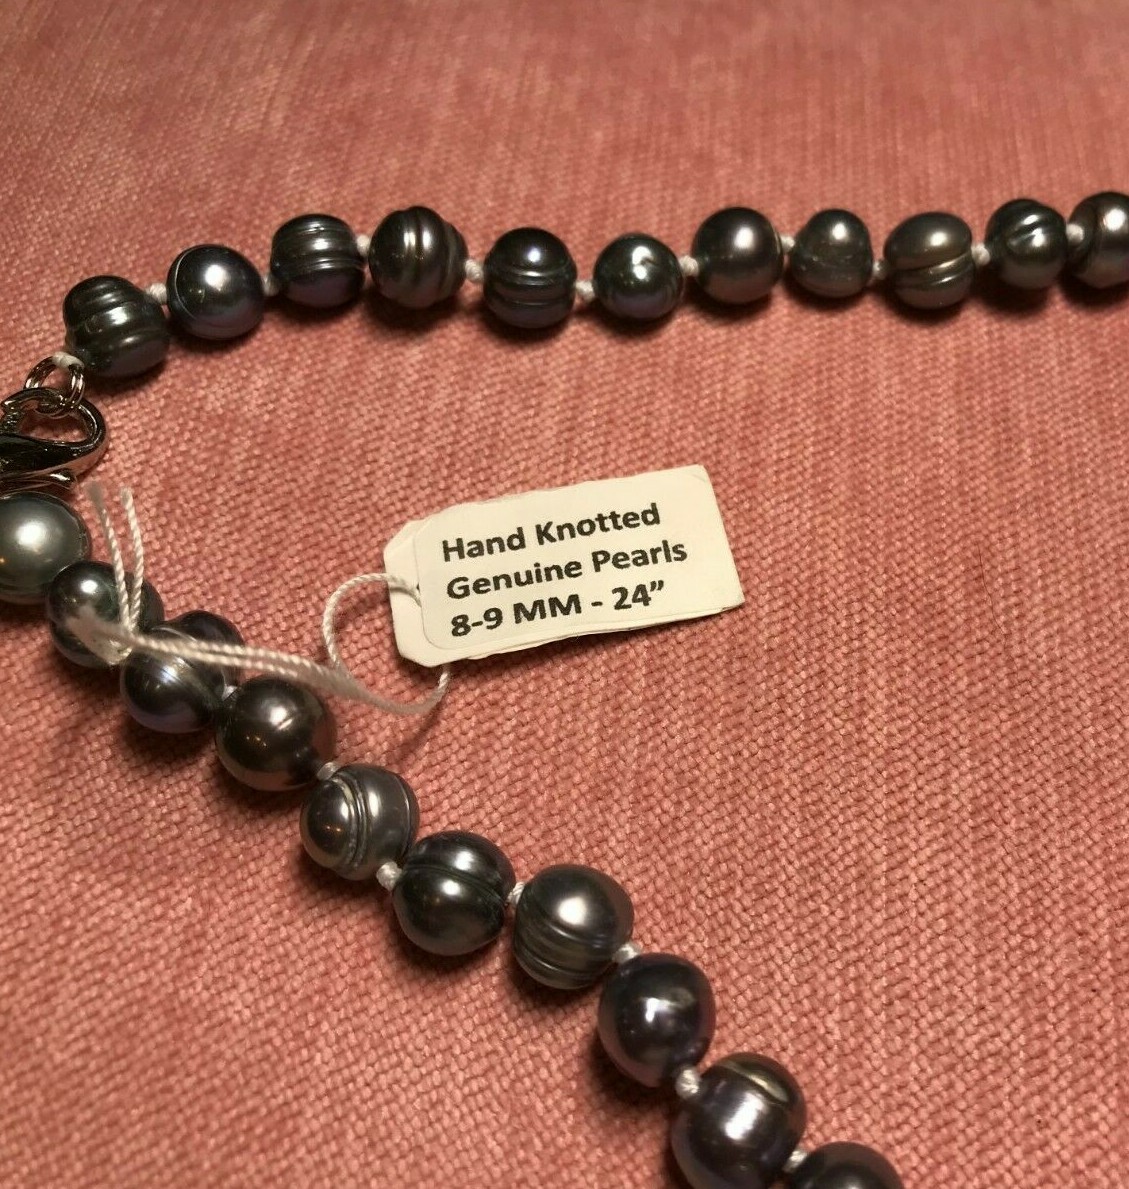 Hand Knotted
Genuine Pearls
8-9 MM - 24”